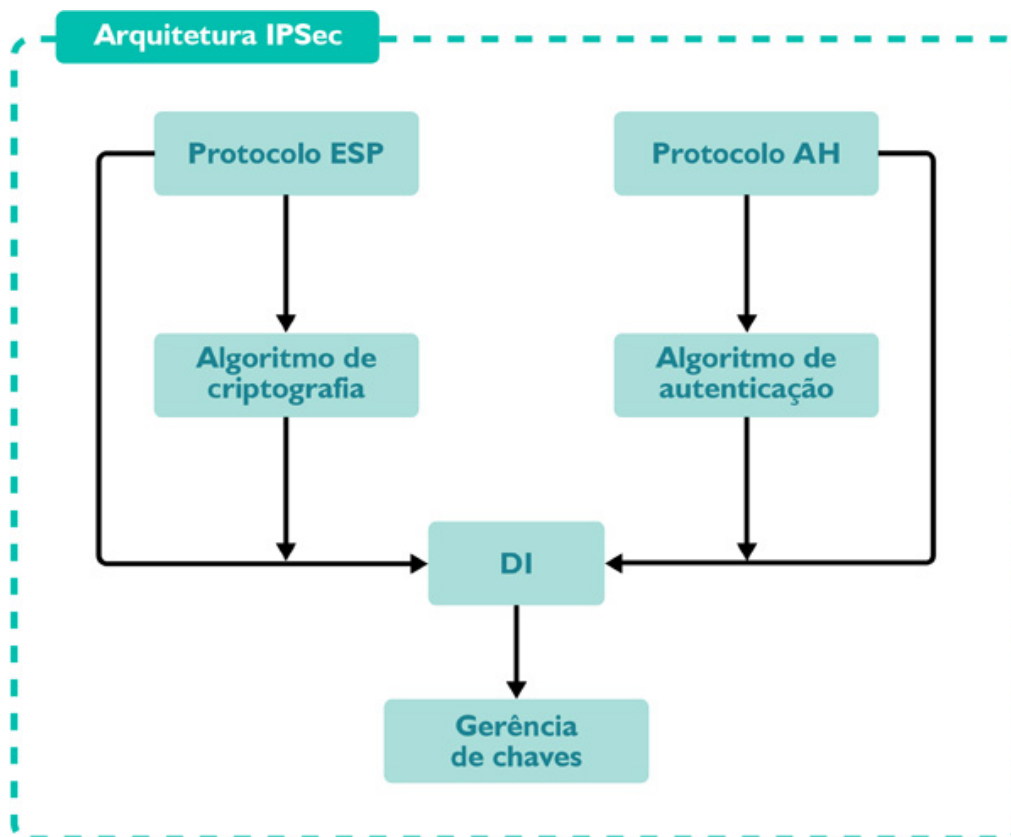 Arquitetura IPSec
Protocolo ESP
Protocolo AH
Algoritmo de
criptografia
Algoritmo de
autenticação
DI
Gerência
de chaves